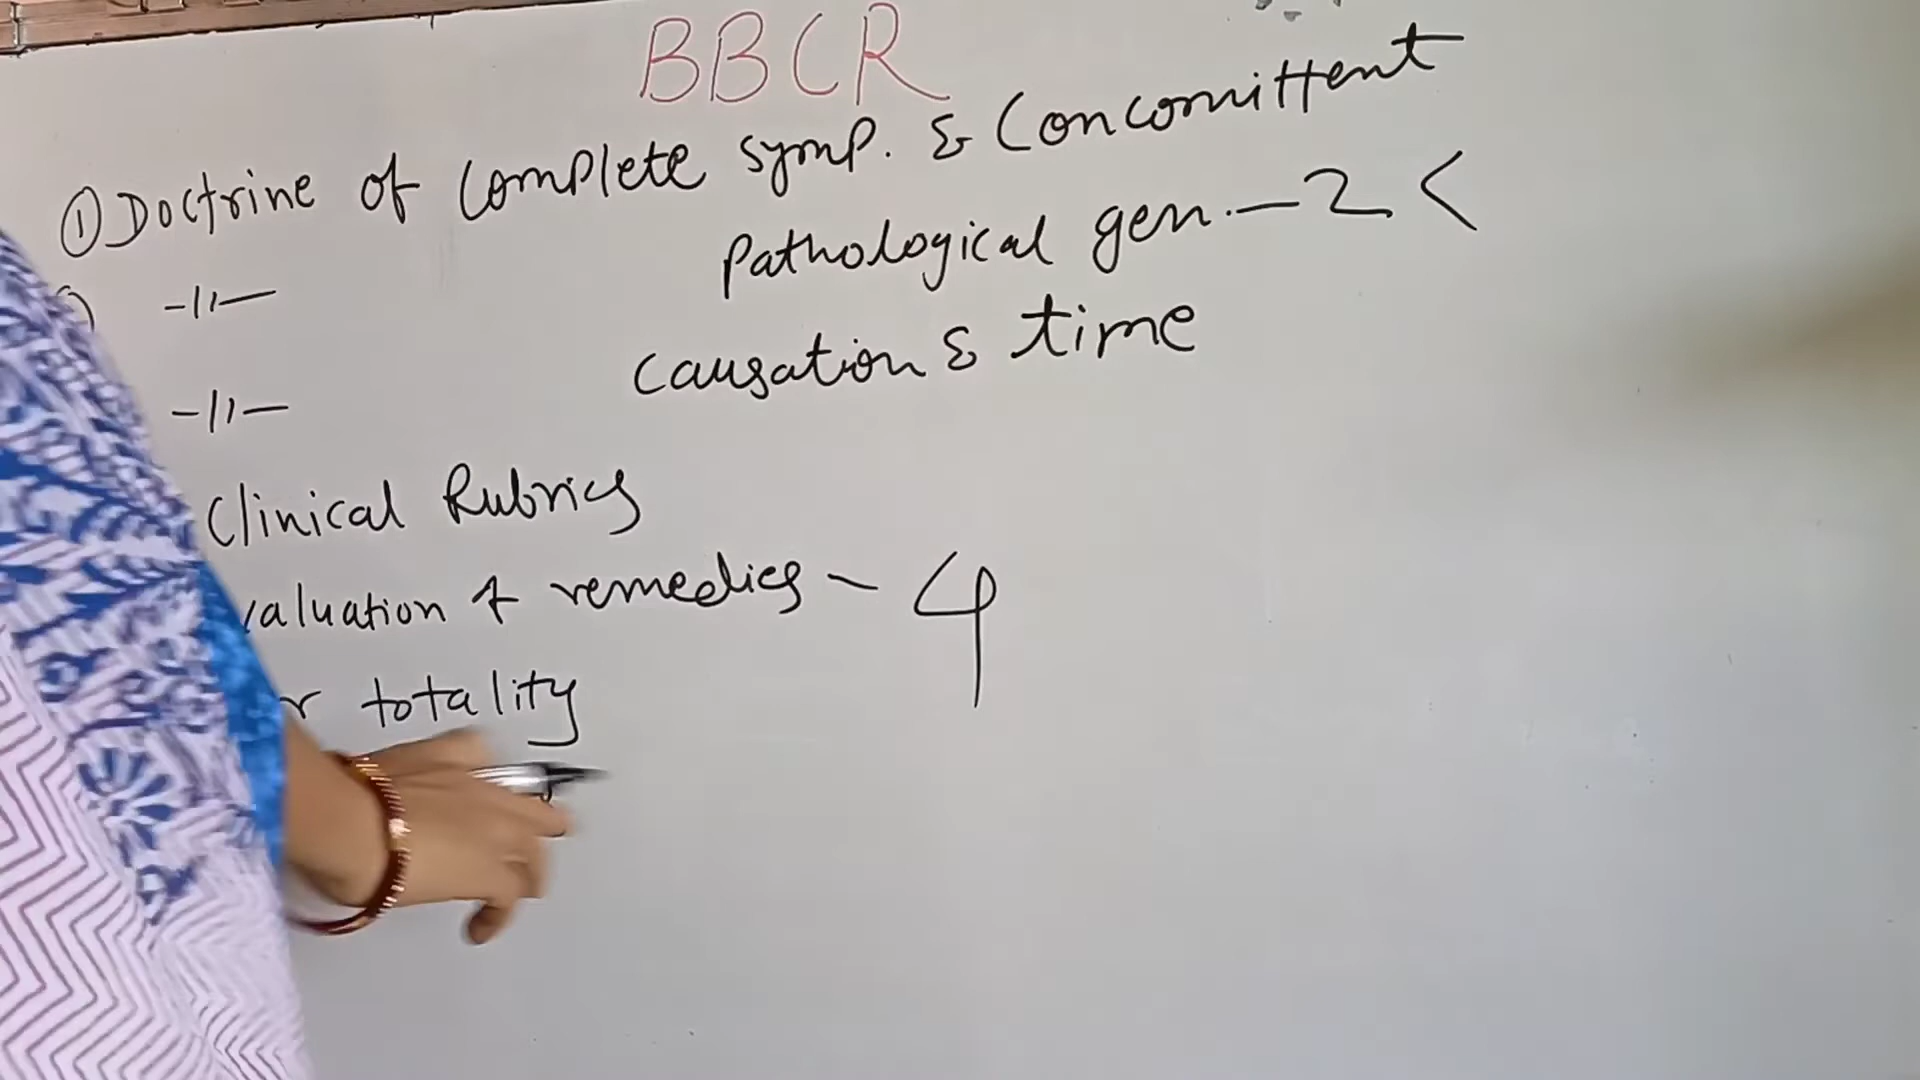 BBCR
① Doctrine of Complete symp. & Concomittent
-11- Pathological gen. - 2 <
-11- Causation & time
Clinical Rubrics
valuation of remedies - 4
r totality